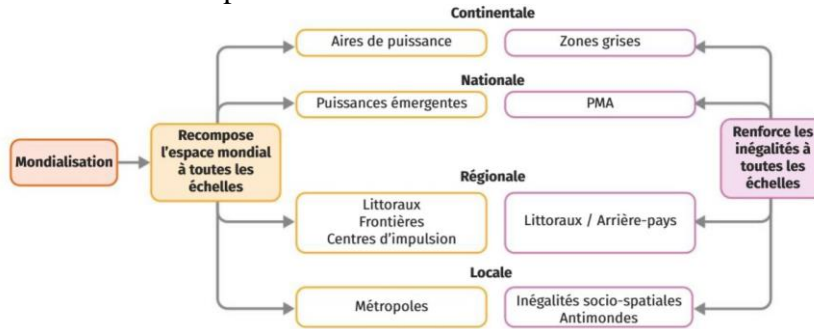 Continentale
Aires de puissance
Zones grises
Nationale
Puissances émergentes
PMA
Mondialisation
Recompose
l'espace mondial
à toutes les
échelles
Renforce les
inégalités à
toutes les
échelles
Régionale
Littoraux
Frontières
Centres d'impulsion
Littoraux / Arrière-pays
Locale
Métropoles
Inégalités socio-spatiales
Antimondes